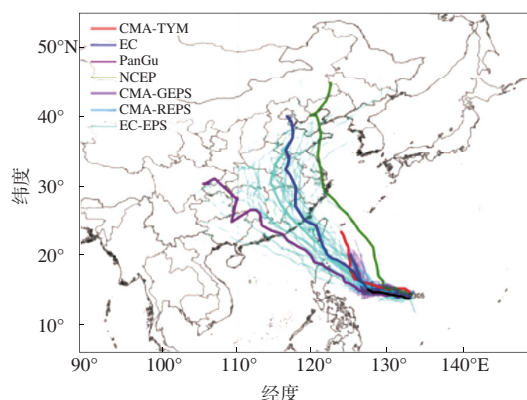 50°N
40°
30°
20°
10°
纬度
CMA-TYM
EC
PanGu
NCEP
CMA-GEPS
CMA-REPS
EC-EPS
90°
100°
110°
120°
130°
140°E
经度